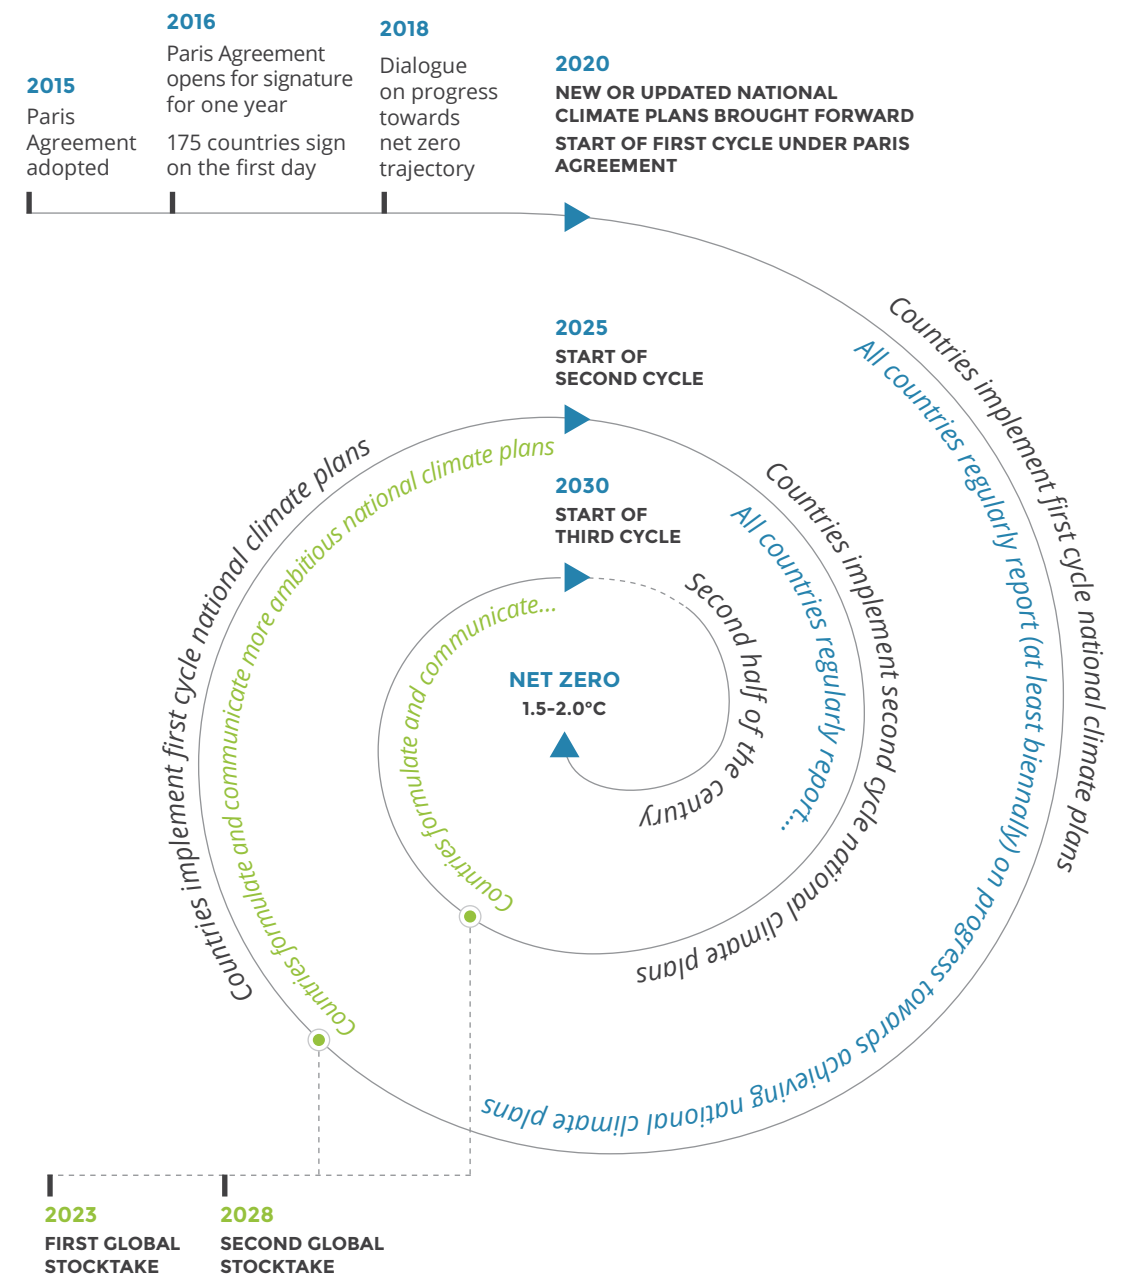 2015
Paris
Agreement
adopted
2016
Paris Agreement
opens for signature
for one year
175 countries sign
on the first day
2018
Dialogue
on progress
towards
net zero
trajectory
2020
NEW OR UPDATED NATIONAL
CLIMATE PLANS BROUGHT FORWARD
START OF FIRST CYCLE UNDER PARIS
AGREEMENT
Countries implement first cycle national climate plans
All countries regularly report (at least biennally) on progress towards achieving national climate plans
Countries implement first cycle national climate plans
Countries formulate and communicate more ambitious national climate plans
2025
START OF
SECOND CYCLE
Countries implement second cycle national climate plans
All countries regularly report...
Countries formulate and communicate...
2030
START OF
THIRD CYCLE
Second half of the century
NET ZERO
1.5-2.0°C
2023
FIRST GLOBAL
STOCKTAKE
2028
SECOND GLOBAL
STOCKTAKE